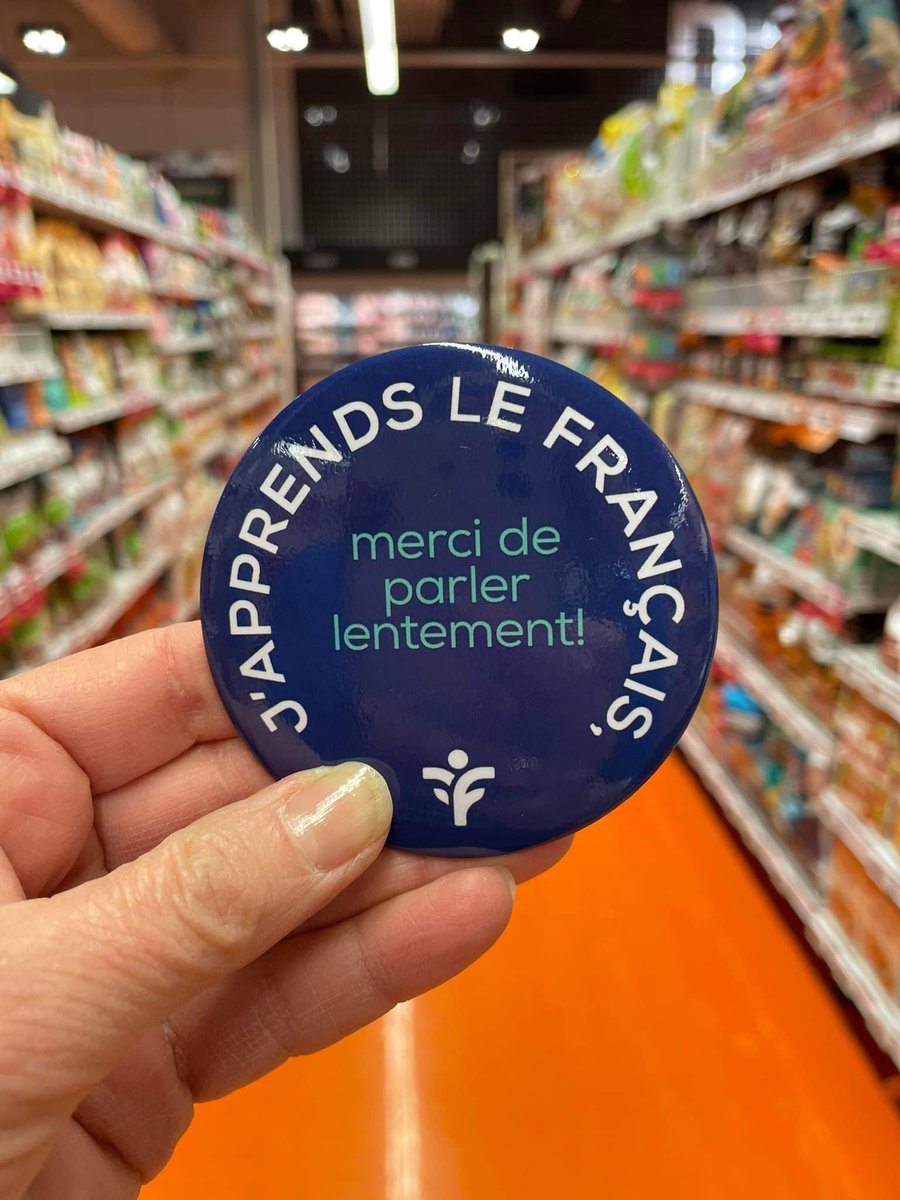 J'APPRENDS LE FRANÇAIS,
merci de
parler
lentement!